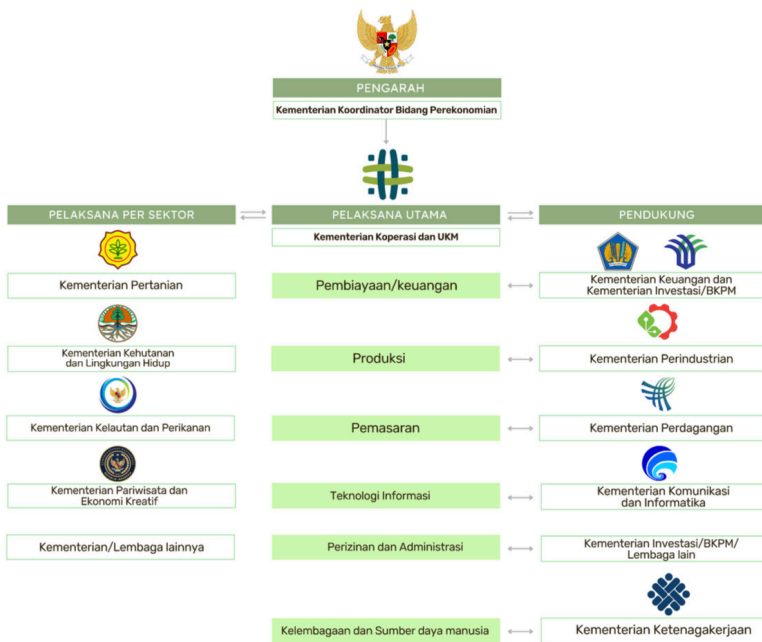 PENGARAH
Kementerian Koordinator Bidang Perekonomian
PELAKSANA PER SEKTOR
PELAKSANA UTAMA
PENDUKUNG
Kementerian Koperasi dan UKM
Kementerian Pertanian
Pembiayaan/keuangan
Kementerian Keuangan dan
Kementerian Investasi/BKPM
Kementerian Kehutanan
dan Lingkungan Hidup
Produksi
Kementerian Perindustrian
Kementerian Kelautan dan Perikanan
Pemasaran
Kementerian Perdagangan
Kementerian Pariwisata dan
Ekonomi Kreatif
Teknologi Informasi
Kementerian Komunikasi
dan Informatika
Kementerian/Lembaga lainnya
Perizinan dan Administrasi
Kementerian Investasi/BKPM/
Lembaga lain
Kelembagaan dan Sumber daya manusia
Kementerian Ketenagakerjaan